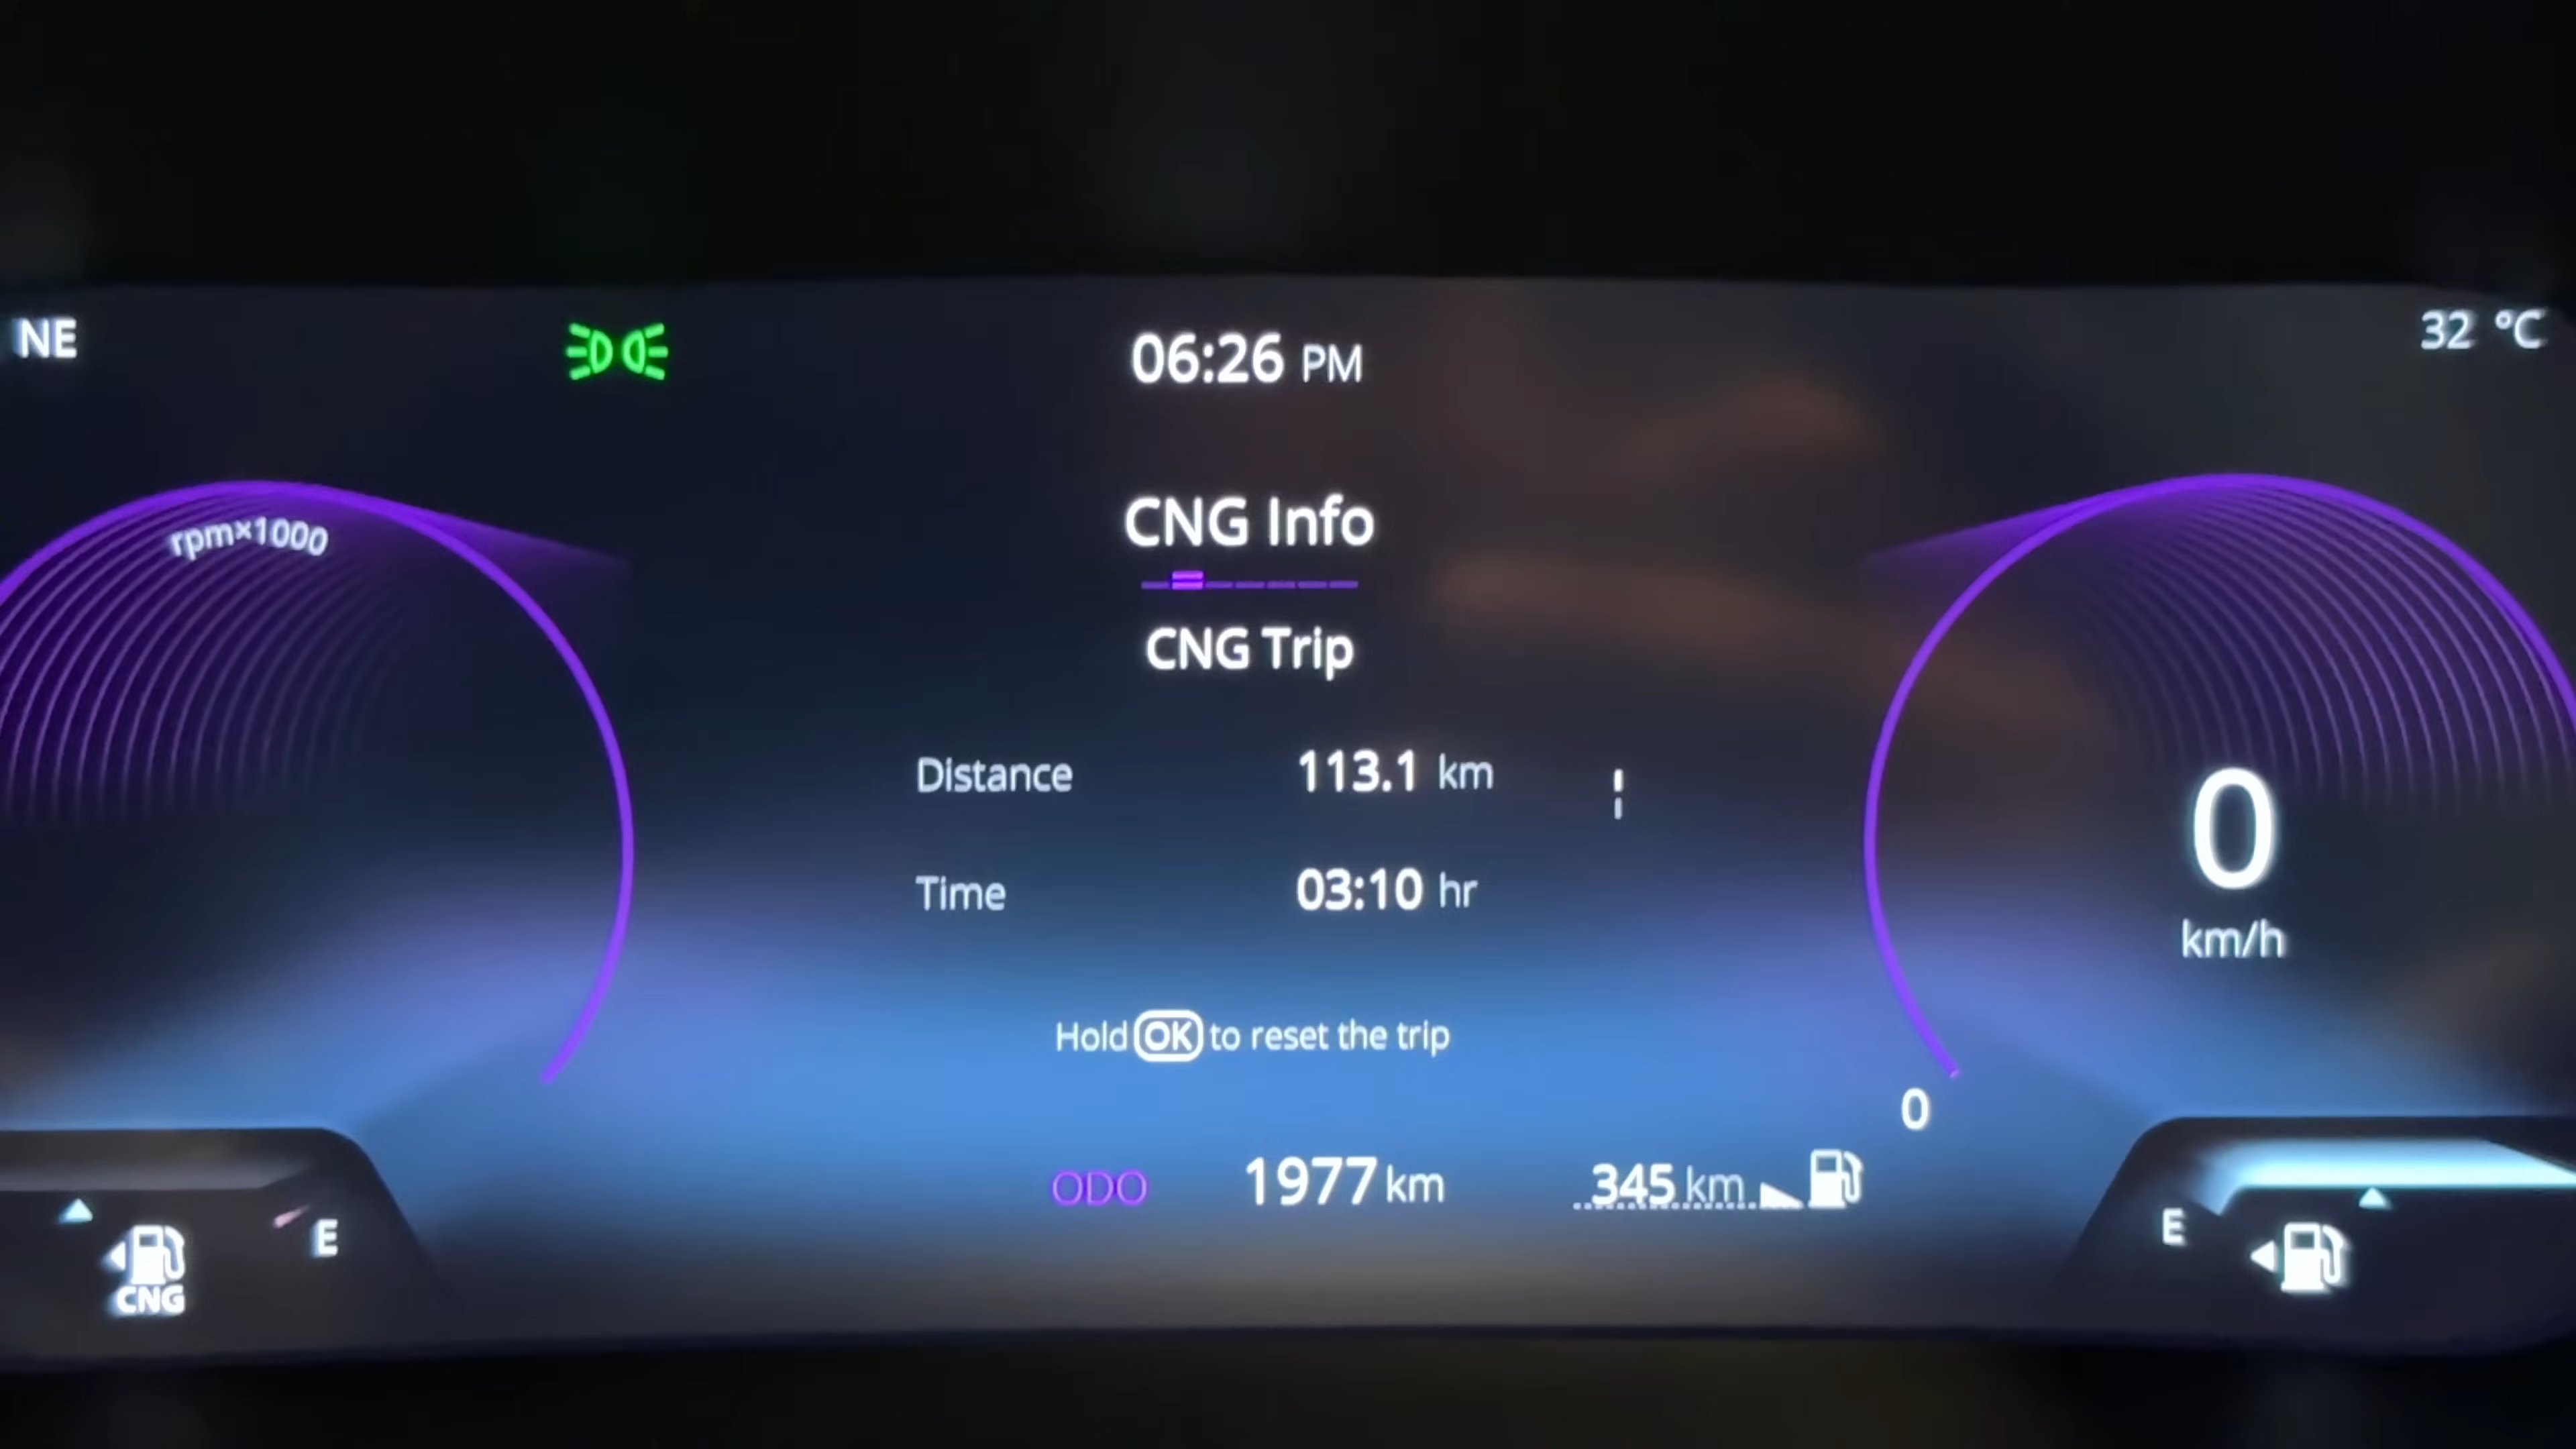 NE
06:26 PM
32 °C
rpm×1000
CNG Info
CNG Trip
Distance 113.1 km
Time 03:10 hr
0
km/h
Hold OK to reset the trip
0
ODO 1977 km 345 km
E
CNG
E